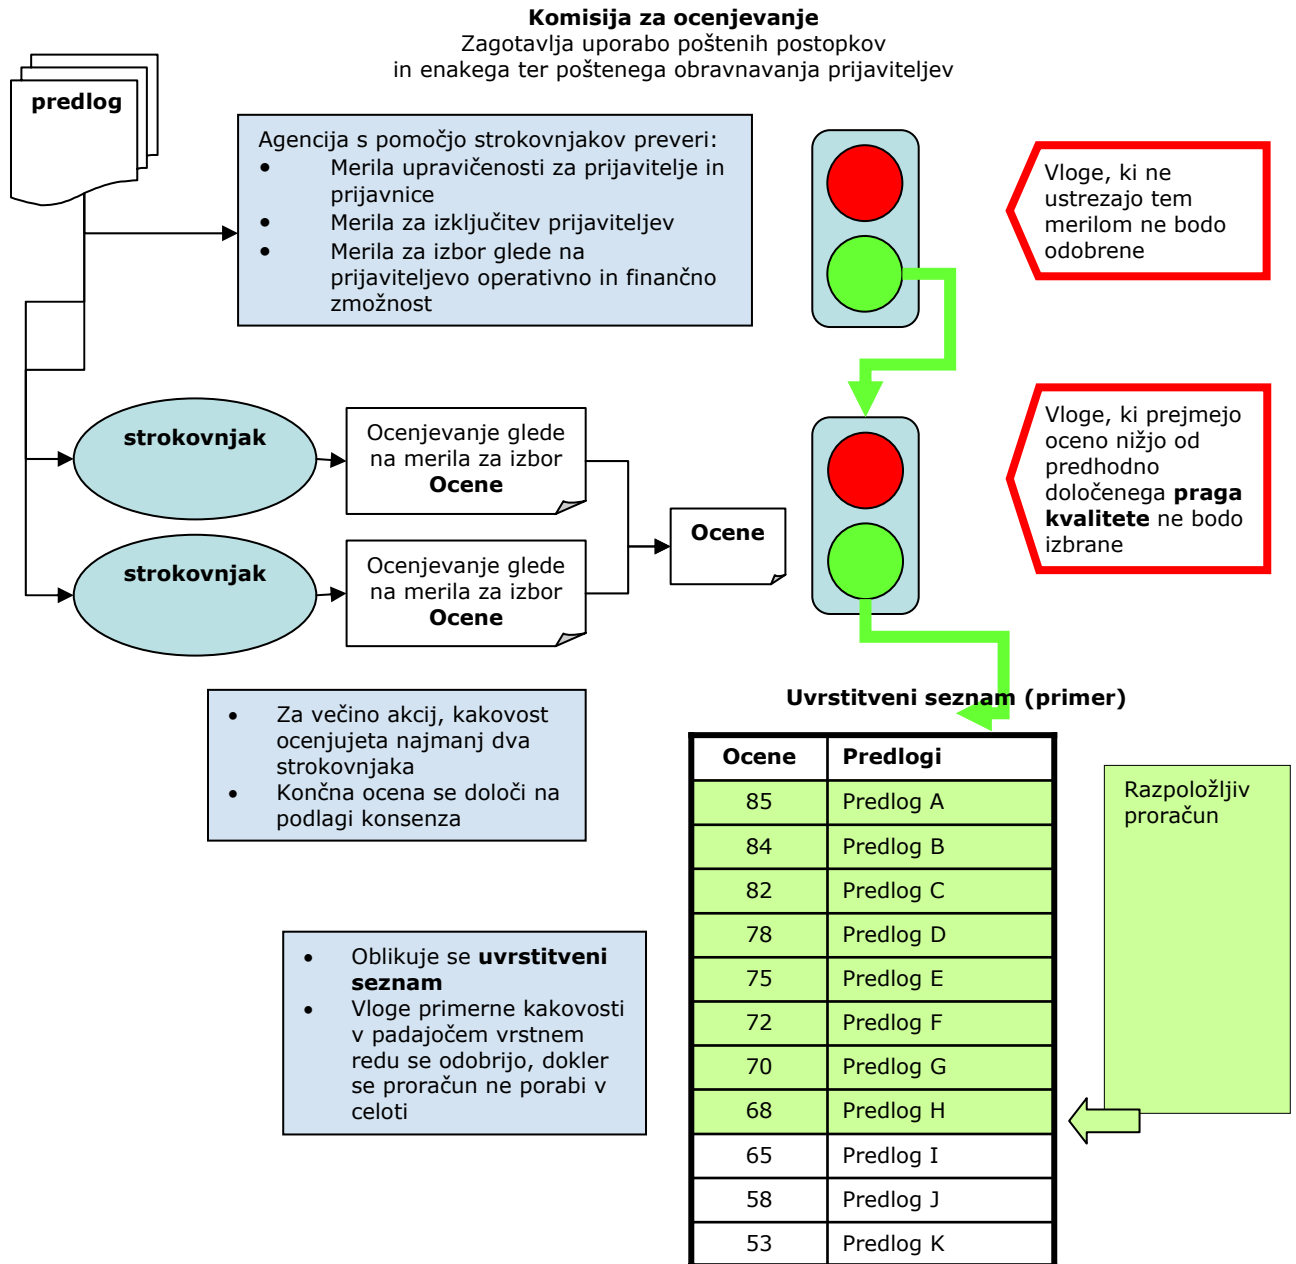 Komisija za ocenjevanje
Zagotavlja uporabo poštenih postopkov
in enakega ter poštenega obravnavanja prijaviteljev
predlog
Agencija s pomočjo strokovnjakov preveri:
• Merila upravičenosti za prijavitelje in
prijavnice
• Merila za izključitev prijaviteljev
• Merila za izbor glede na
prijaviteljevo operativno in finančno
zmožnost
Vloge, ki ne
ustrezajo tem
merilom ne bodo
odobrene
strokovnjak
Ocenjevanje glede
na merila za izbor
Ocene
strokovnjak
Ocenjevanje glede
na merila za izbor
Ocene
Ocene
Vloge, ki prejmejo
oceno nižjo od
predhodno
določenega praga
kvalitete ne bodo
izbrane
• Za večino akcij, kakovost
ocenjujeta najmanj dva
strokovnjaka
• Končna ocena se določi na
podlagi konsenza
• Oblikuje se uvrstitveni
seznam
• Vloge primerne kakovosti
v padajočem vrstnem
redu se odobrijo, dokler
se proračun ne porabi v
celoti
Uvrstitveni seznam (primer)
Ocene Predlogi
85 Predlog A
84 Predlog B
82 Predlog C
78 Predlog D
75 Predlog E
72 Predlog F
70 Predlog G
68 Predlog H
65 Predlog I
58 Predlog J
53 Predlog K
Razpoložljiv
proračun